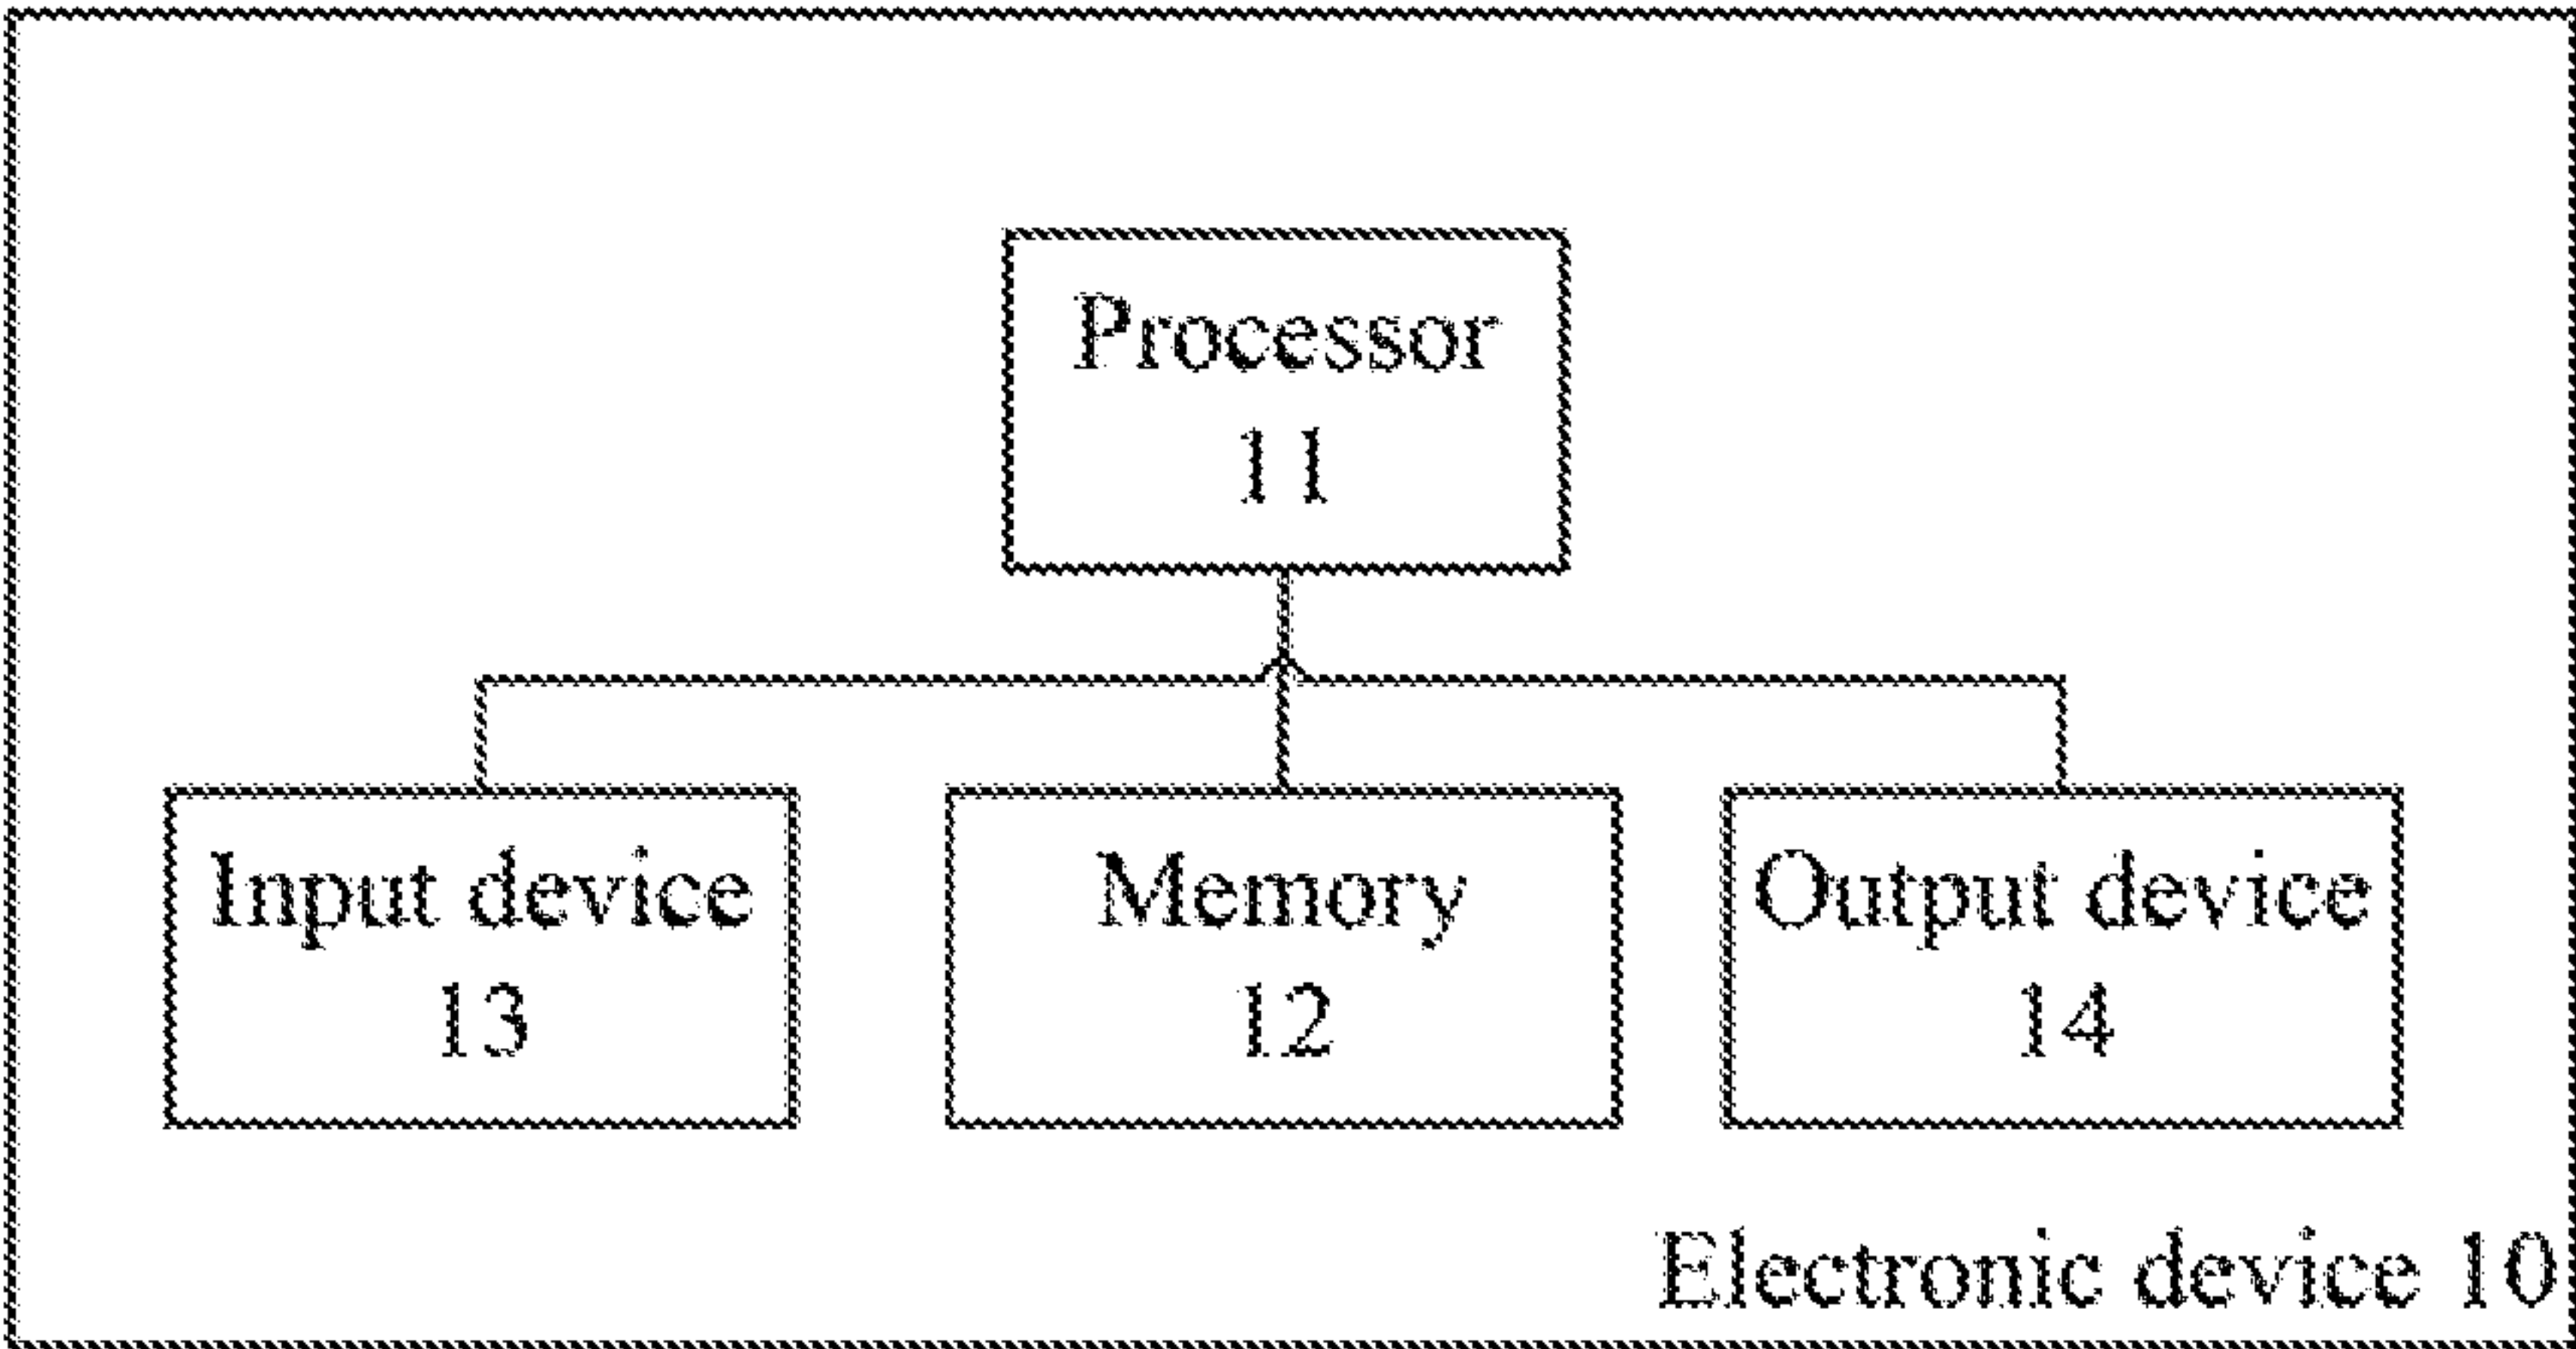 Processor
11
Input device
13
Memory
12
Output device
14
Electronic device 10